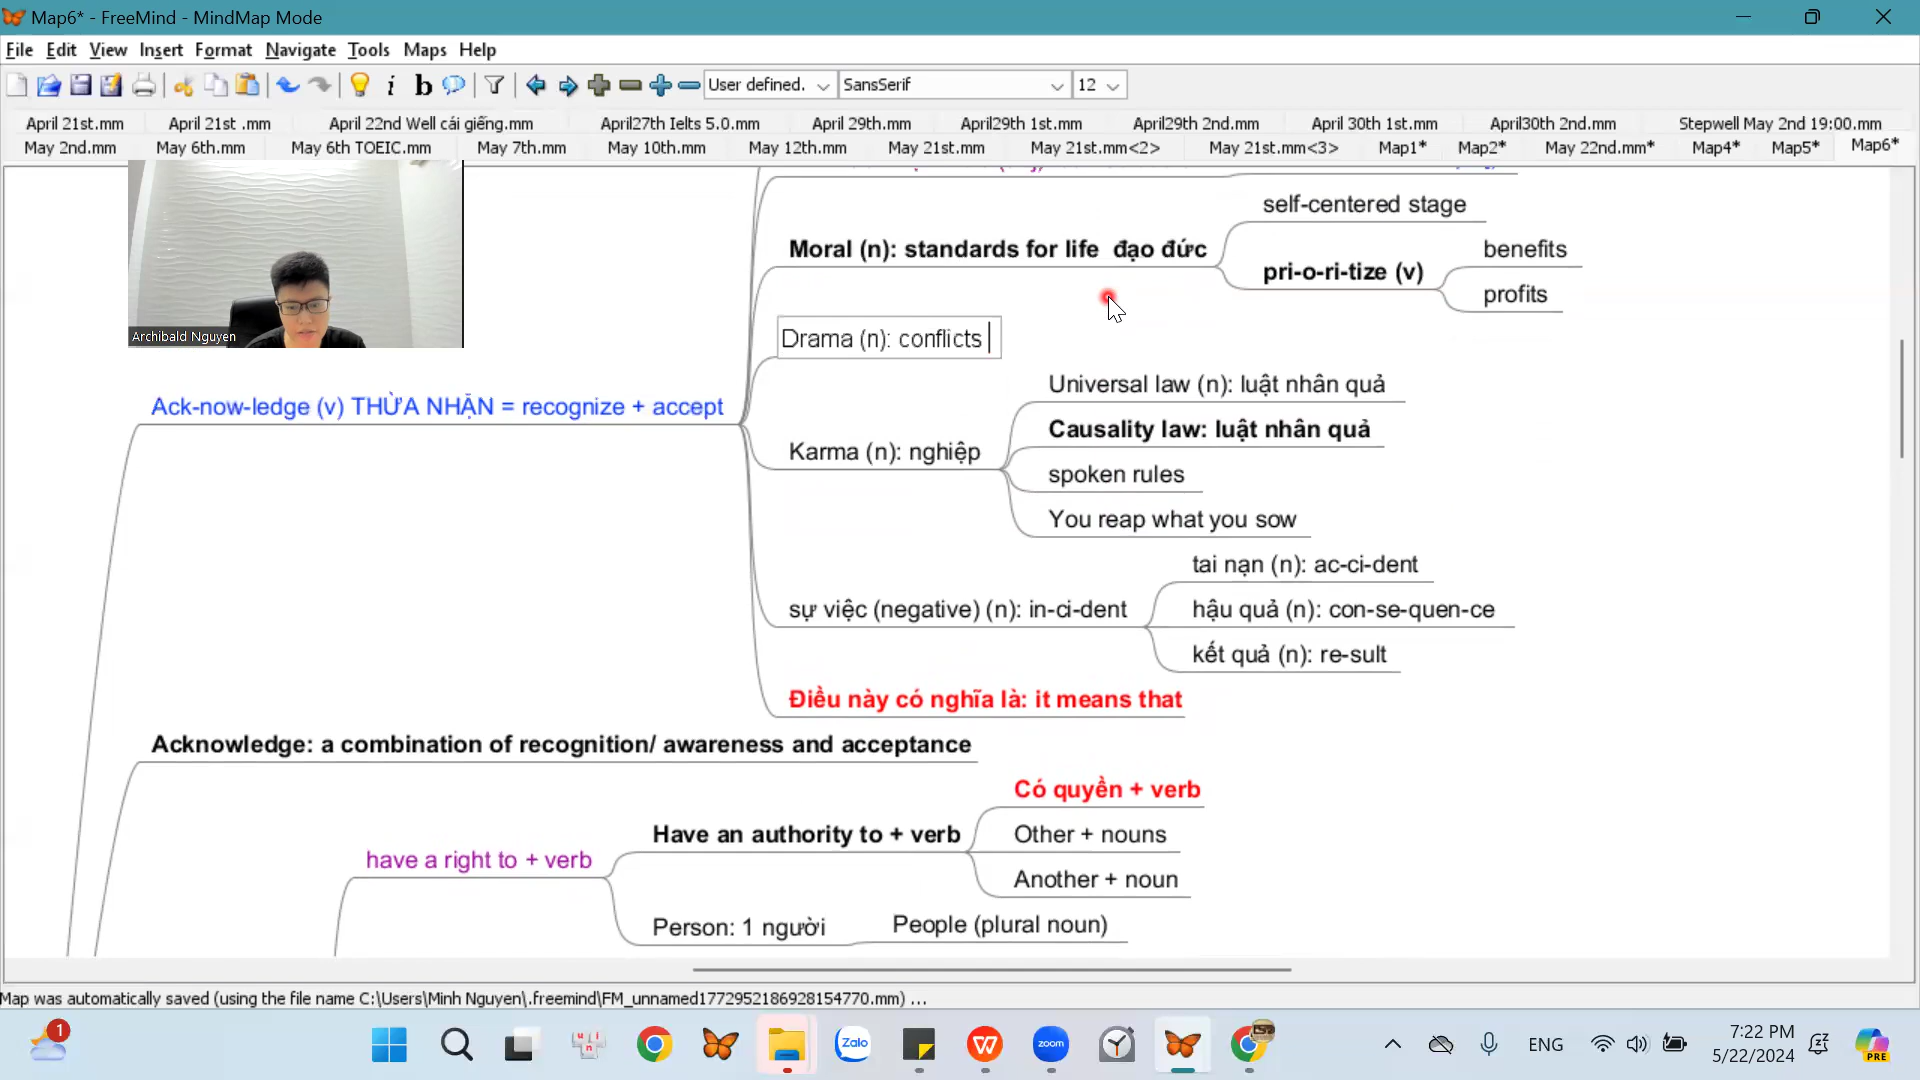 Map6* - FreeMind - MindMap Mode
File Edit View Insert Format Navigate Tools Maps Help
User defined. SansSerif 12
April 21st.mm April 21st .mm April 22nd Well cái giếng.mm April27th Ielts 5.0.mm April 29th.mm April29th 1st.mm April29th 2nd.mm April 30th 1st.mm April30th 2nd.mm Stepwell May 2nd 19:00.mm
May 2nd.mm May 6th.mm May 6th TOEIC.mm May 7th.mm May 10th.mm May 12th.mm May 21st.mm May 21st.mm<2> May 21st.mm<3> Map1* Map2* May 22nd.mm* Map4* Map5* Map6*
self-centered stage
Moral (n): standards for life đạo đức
pri-o-ri-tize (v)
benefits
profits
Archibald Nguyen
Drama (n): conflicts
Ack-now-ledge (v) THỪA NHẬN = recognize + accept
Universal law (n): luật nhân quả
Causality law: luật nhân quả
Karma (n): nghiệp
spoken rules
You reap what you sow
tai nạn (n): ac-ci-dent
sự việc (negative) (n): in-ci-dent
hậu quả (n): con-se-quen-ce
kết quả (n): re-sult
Điều này có nghĩa là: it means that
Acknowledge: a combination of recognition/ awareness and acceptance
Có quyền + verb
Have an authority to + verb
Other + nouns
have a right to + verb
Another + noun
Person: 1 người
People (plural noun)
Map was automatically saved (using the file name C:\Users\Minh Nguyen\.freemind\FM_unnamed1772952186928154770.mm) ...
1
Zalo
zoom
ENG
7:22 PM
5/22/2024
PRE